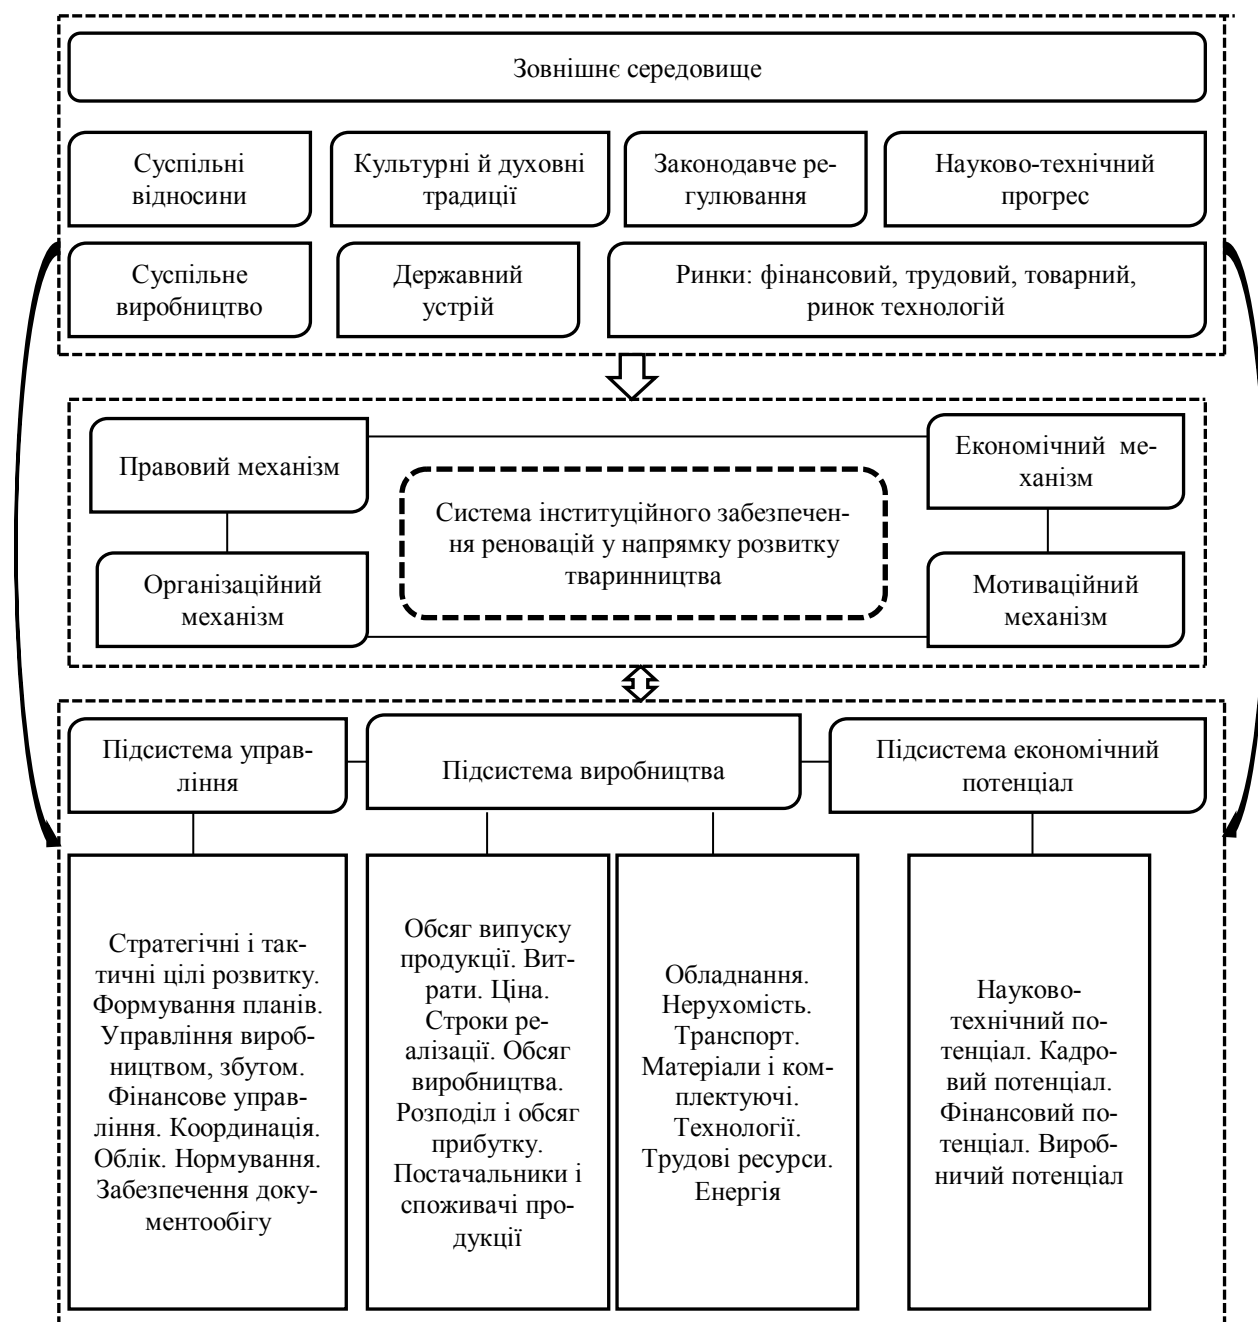 Зовнішнє середовище
Суспільні
відносини
Культурні й духовні
традиції
Законодавче ре-
гулювання
Науково-технічний
прогрес
Суспільне
виробництво
Державний
устрій
Ринки: фінансовий, трудовий, товарний,
ринок технологій
Правовий механізм
Економічний ме-
ханізм
Система інституційного забезпечен-
ня реновацій у напрямку розвитку
тваринництва
Організаційний
механізм
Мотиваційний
механізм
Підсистема управ-
ління
Підсистема виробництва
Підсистема економічний
потенціал
Стратегічні і так-
тичні цілі розвитку.
Формування планів.
Управління вироб-
ництвом, збутом.
Фінансове управ-
ління. Координація.
Облік. Нормування.
Забезпечення доку-
ментообігу
Обсяг випуску
продукції. Вит-
рати. Ціна.
Строки ре-
алізації. Обсяг
виробництва.
Розподіл і обсяг
прибутку.
Постачальники і
споживачі про-
дукції
Обладнання.
Нерухомість.
Транспорт.
Матеріали і ком-
плектуючі.
Технології.
Трудові ресурси.
Енергія
Науково-
технічний по-
тенціал. Кадро-
вий потенціал.
Фінансовий по-
тенціал. Вироб-
ничий потенціал